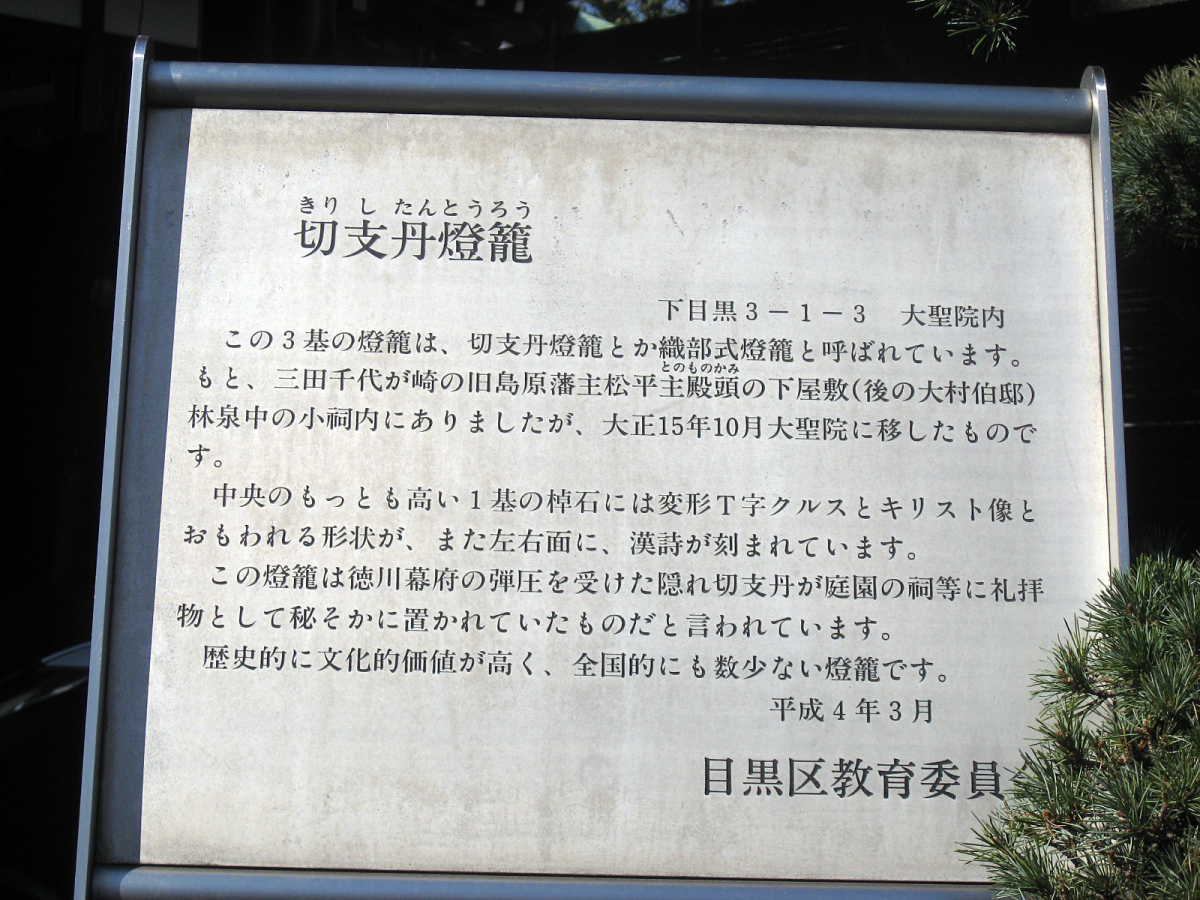 きりしたんとうろう
切支丹燈籠
下目黒3－1－3　大聖院内
この3基の燈籠は、切支丹燈籠とか織部式燈籠と呼ばれています。
とのものかみ
もと、三田千代が崎の旧島原藩主松平主殿頭の下屋敷(後の大村伯邸)
林泉中の小祠内にありましたが、大正15年10月大聖院に移したもので
す。
中央のもっとも高い1基の棹石には変形T字クルスとキリスト像と
おもわれる形状が、また左右面に、漢詩が刻まれています。
この燈籠は徳川幕府の弾圧を受けた隠れ切支丹が庭園の祠等に礼拝
物として秘そかに置かれていたものだと言われています。
歴史的に文化的価値が高く、全国的にも数少ない燈籠です。
平成4年3月
目黒区教育委員